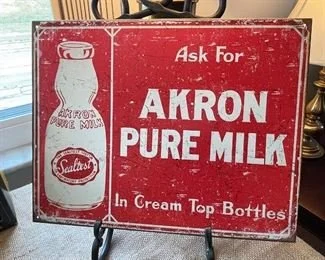 Ask For
AKRON
PURE MILK
In Cream Top Bottles
AKRON
PURE MILK
Sealtest